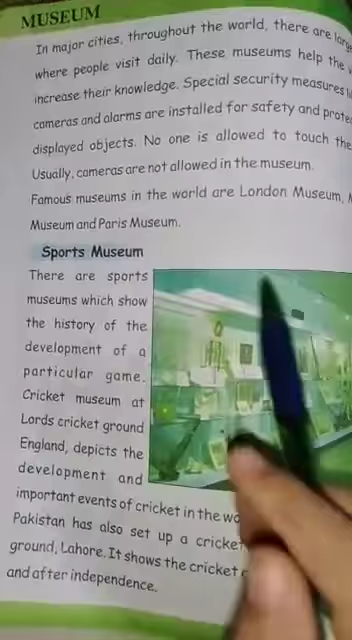 MUSEUM
In major cities, throughout the world, there are
where people visit daily. These museums help the
increase their knowledge. Special security measures
cameras and alarms are installed for safety and
displayed objects. No one is allowed to touch the
Usually, cameras are not allowed in the museum.
Famous museums in the world are London Museum,
Museum and Paris Museum.
Sports Museum
There are sports
museums which show
the history of the
development of a
particular game.
Cricket museum at
Lords cricket ground
England, depicts the
development and
important events of cricket in the
Pakistan has also set up a cricket
ground, Lahore. It shows the cricket
and after independence.